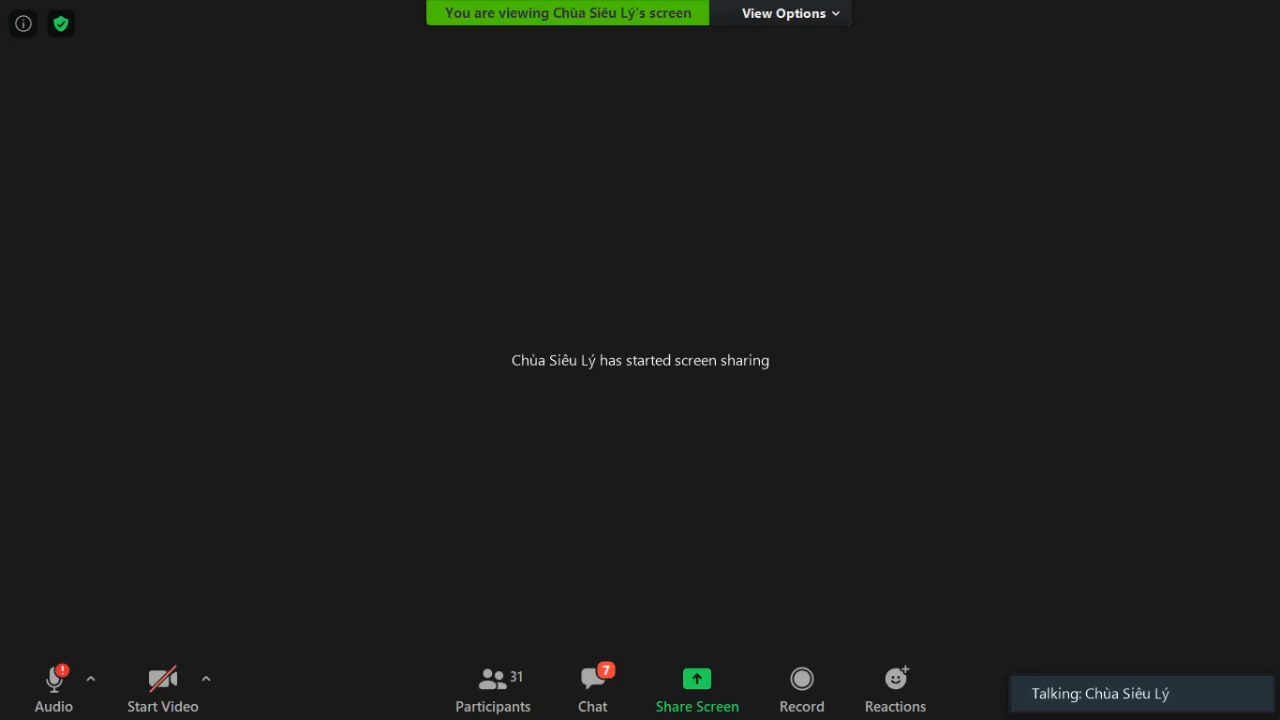 You are viewing Chùa Siêu Lý's screen
View Options
Chùa Siêu Lý has started screen sharing
31
7
Audio
Start Video
Participants
Chat
Share Screen
Record
Reactions
Talking: Chùa Siêu Lý